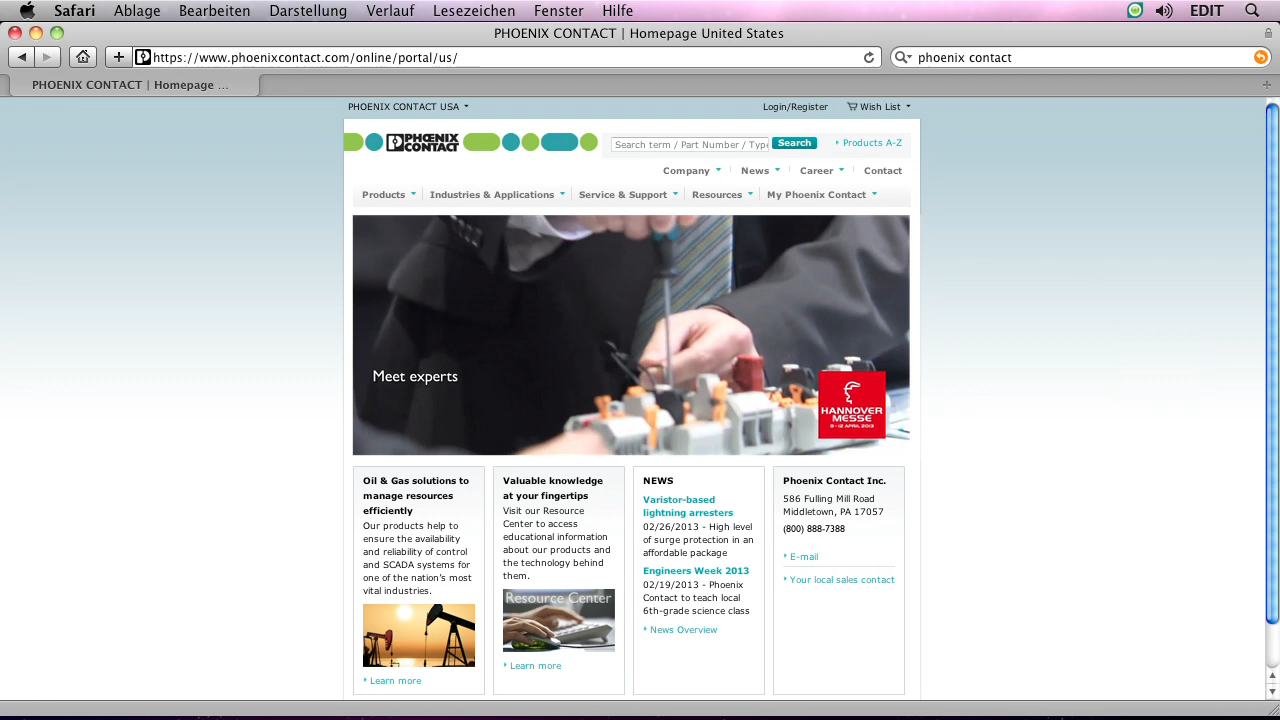 Safari Ablage Bearbeiten Darstellung Verlauf Lesezeichen Fenster Hilfe EDIT
PHOENIX CONTACT | Homepage United States
https://www.phoenixcontact.com/online/portal/us/
phoenix contact
PHOENIX CONTACT | Homepage ...
PHOENIX CONTACT USA
Login/Register
Wish List
PHŒNIX
CONTACT
Search term / Part Number / Type
Search
Products A-Z
Company News Career Contact
Products Industries & Applications Service & Support Resources My Phoenix Contact
Meet experts
HANNOVER
MESSE
8 - 12 APRIL 2013
Oil & Gas solutions to
manage resources
efficiently
Our products help to
ensure the availability
and reliability of control
and SCADA systems for
one of the nation's most
vital industries.
Learn more
Valuable knowledge
at your fingertips
Visit our Resource
Center to access
educational information
about our products and
the technology behind
them.
Resource Center
Learn more
NEWS
Varistor-based
lightning arresters
02/26/2013 - High level
of surge protection in an
affordable package
Engineers Week 2013
02/19/2013 - Phoenix
Contact to teach local
6th-grade science class
News Overview
Phoenix Contact Inc.
586 Fulling Mill Road
Middletown, PA 17057
(800) 888-7388
E-mail
Your local sales contact